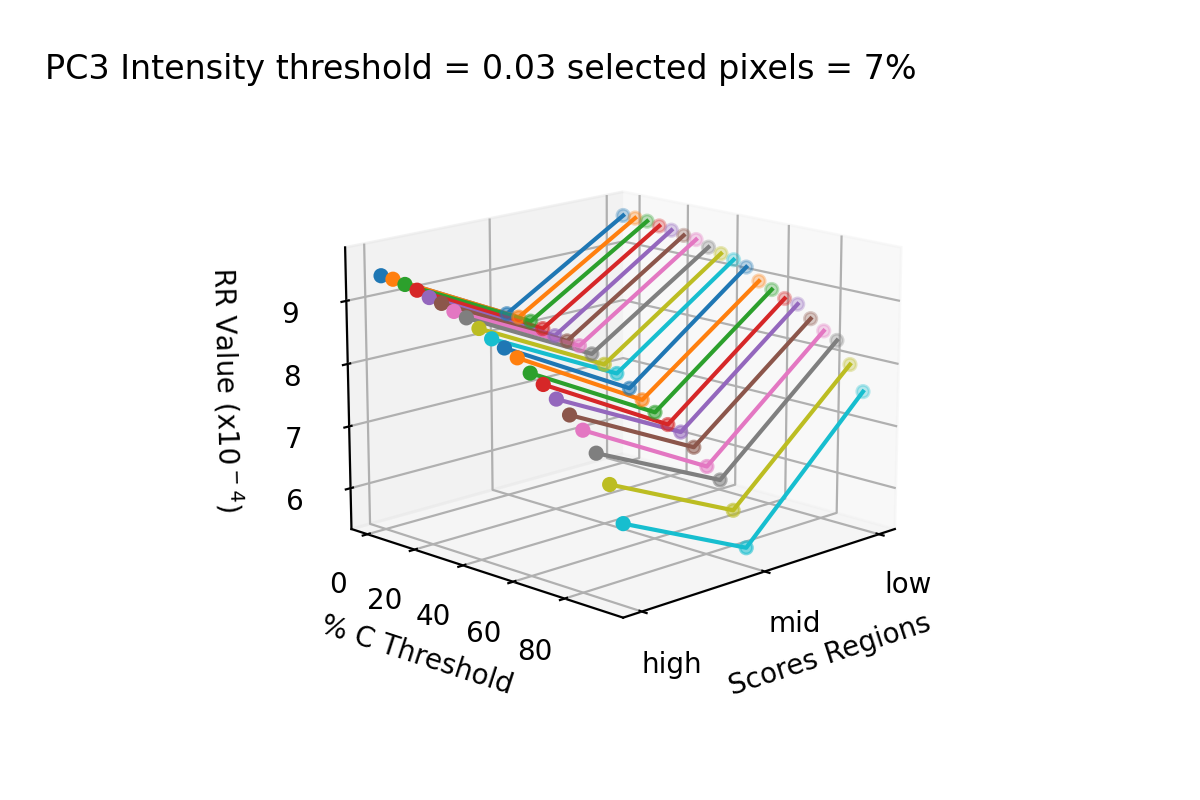 PC3 Intensity threshold = 0.03 selected pixels = 7%
RR Value (x10⁻⁴)
9
8
7
6
0
20
40
60
80
% C Threshold
high
mid
low
Scores Regions